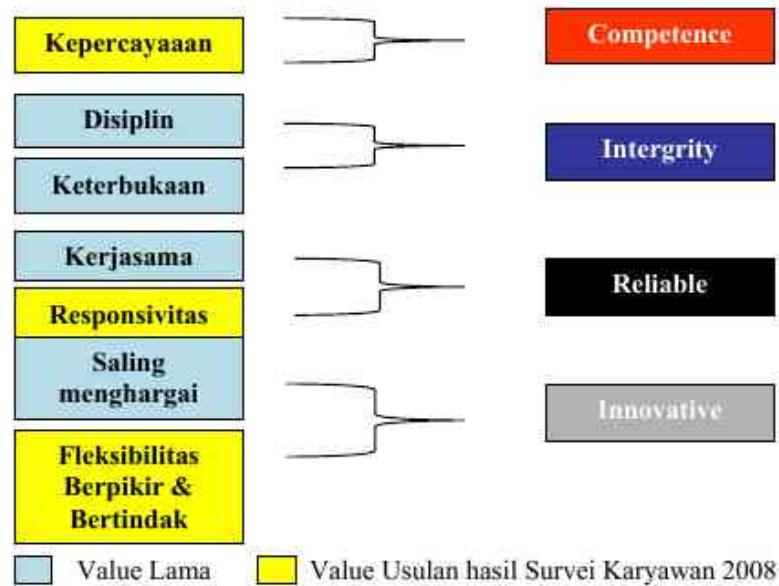 Kepercayaaan
Competence
Disiplin
Intergrity
Keterbukaan
Kerjasama
Reliable
Responsivitas
Saling
menghargai
Innovative
Fleksibilitas
Berpikir &
Bertindak
Value Lama
Value Usulan hasil Survei Karyawan 2008